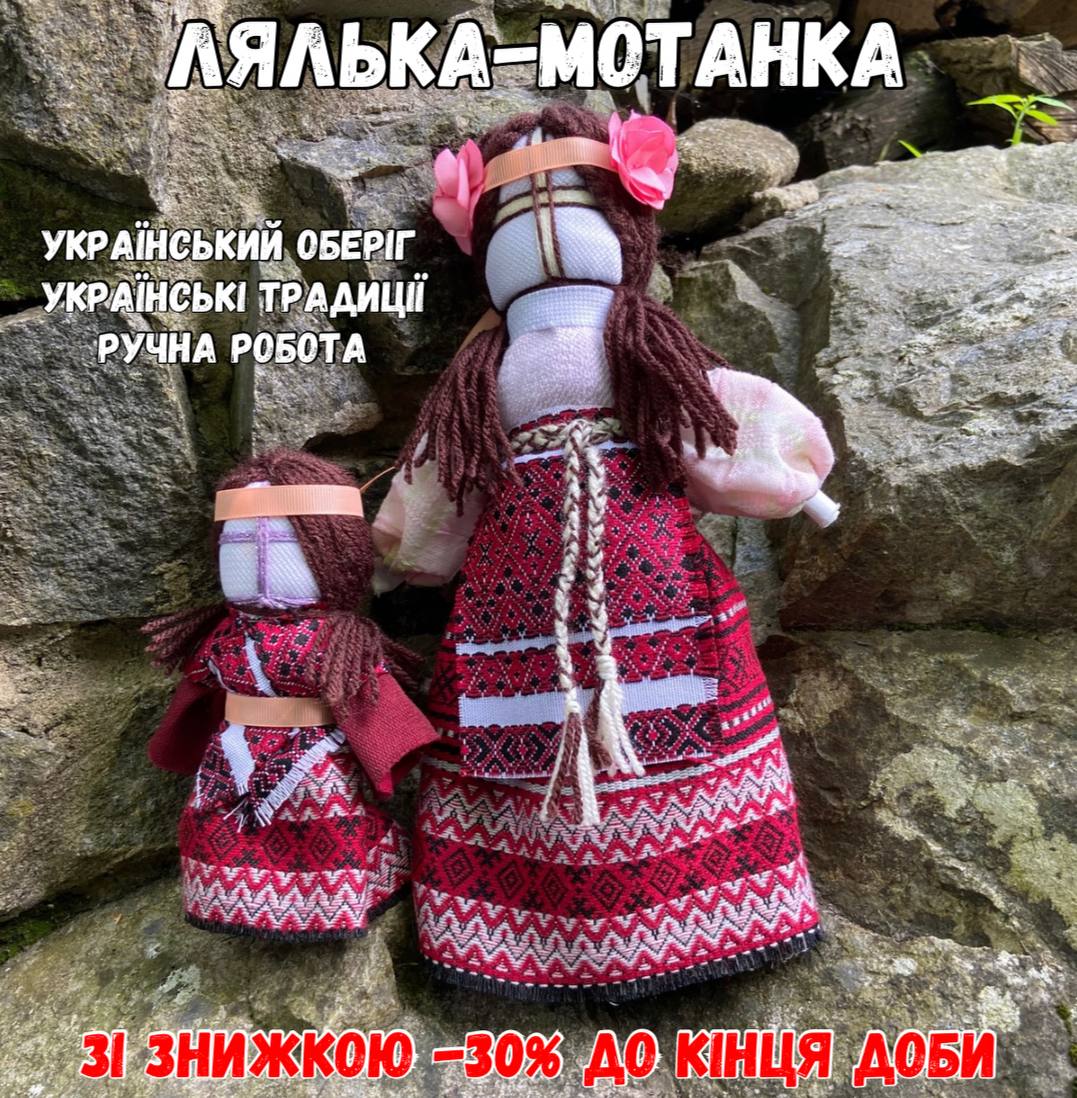 ЛЯЛЬКА-МОТАНКА
УКРАЇНСЬКИЙ ОБЕРІГ
УКРАЇНСЬКІ ТРАДИЦІЇ
РУЧНА РОБОТА
ЗІ ЗНИЖКОЮ -30% ДО КІНЦЯ ДОБИ